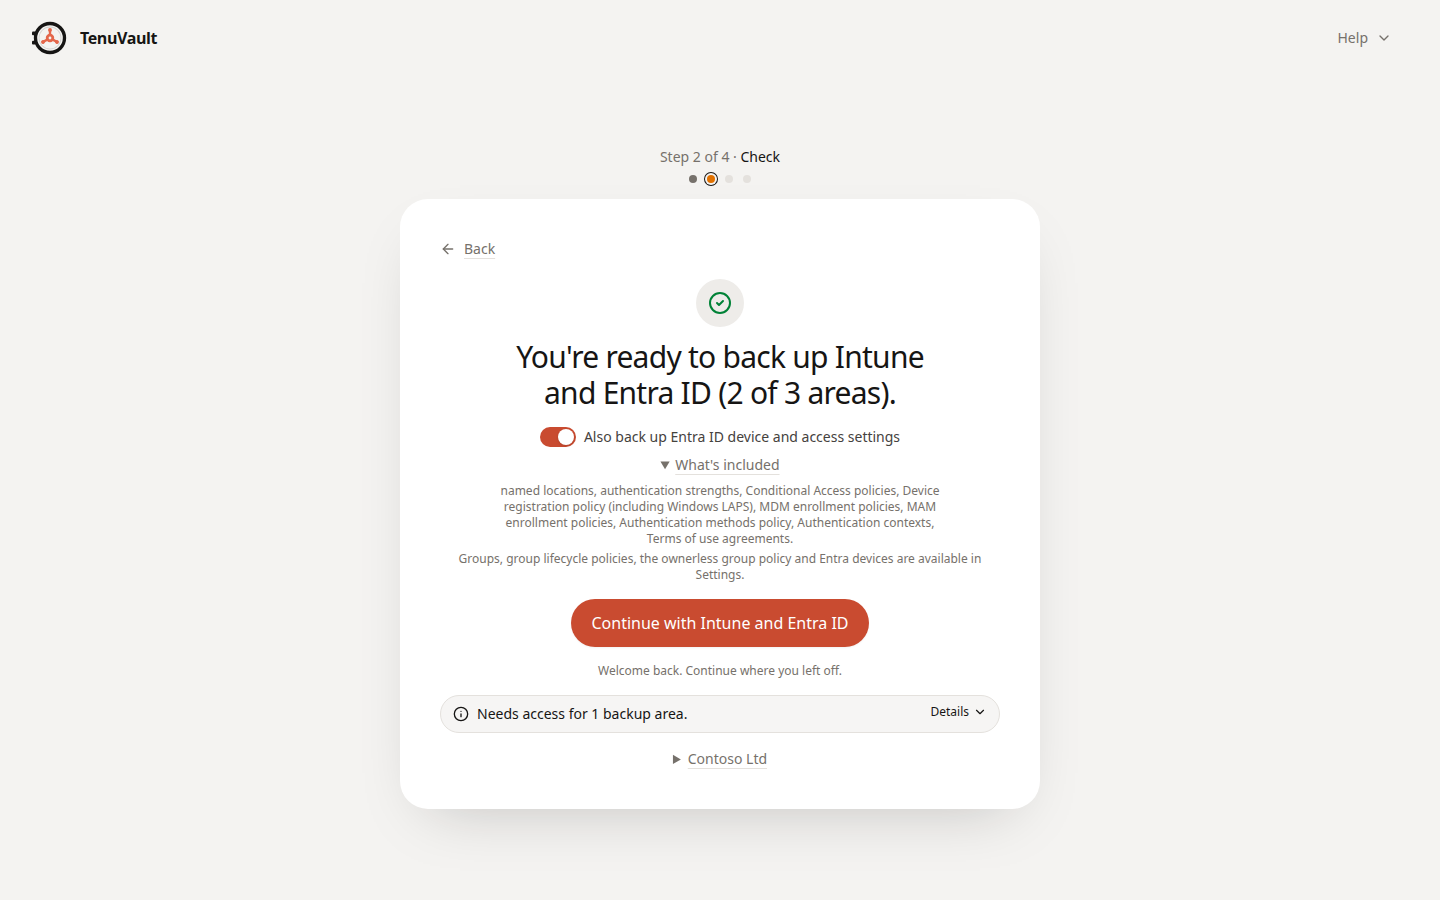 TenuVault
Help
Step 2 of 4 · Check
Back
You're ready to back up Intune
and Entra ID (2 of 3 areas).
Also back up Entra ID device and access settings
What's included
named locations, authentication strengths, Conditional Access policies, Device
registration policy (including Windows LAPS), MDM enrollment policies, MAM
enrollment policies, Authentication methods policy, Authentication contexts,
Terms of use agreements.
Groups, group lifecycle policies, the ownerless group policy and Entra devices are available in
Settings.
Continue with Intune and Entra ID
Welcome back. Continue where you left off.
Needs access for 1 backup area.
Details
Contoso Ltd